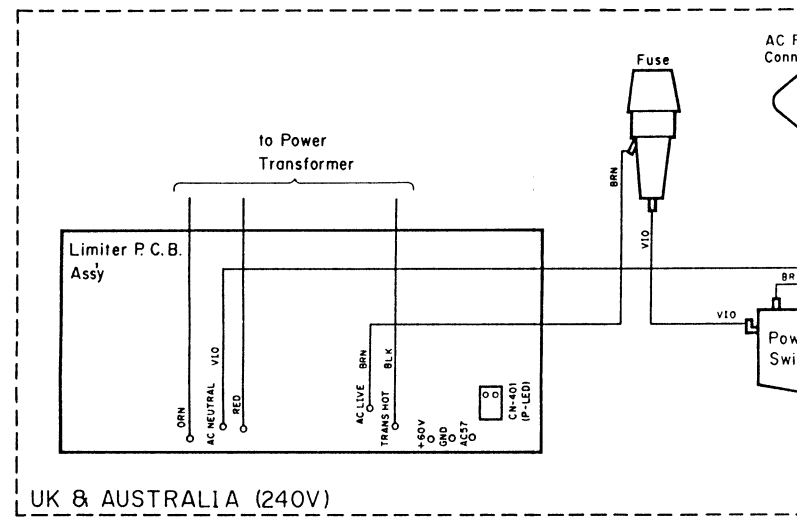 Fuse
AC
Conn
to Power
Transformer
BRN
VIO
Limiter P.C.B.
Ass'y
BR
VIO
Pow
Swi
ORN
AC NEUTRAL VIO
RED
AC LIVE BRN
TRANS HOT BLK
+60V
GND
AC57
CN-401
(P-LED)
UK & AUSTRALIA (240V)